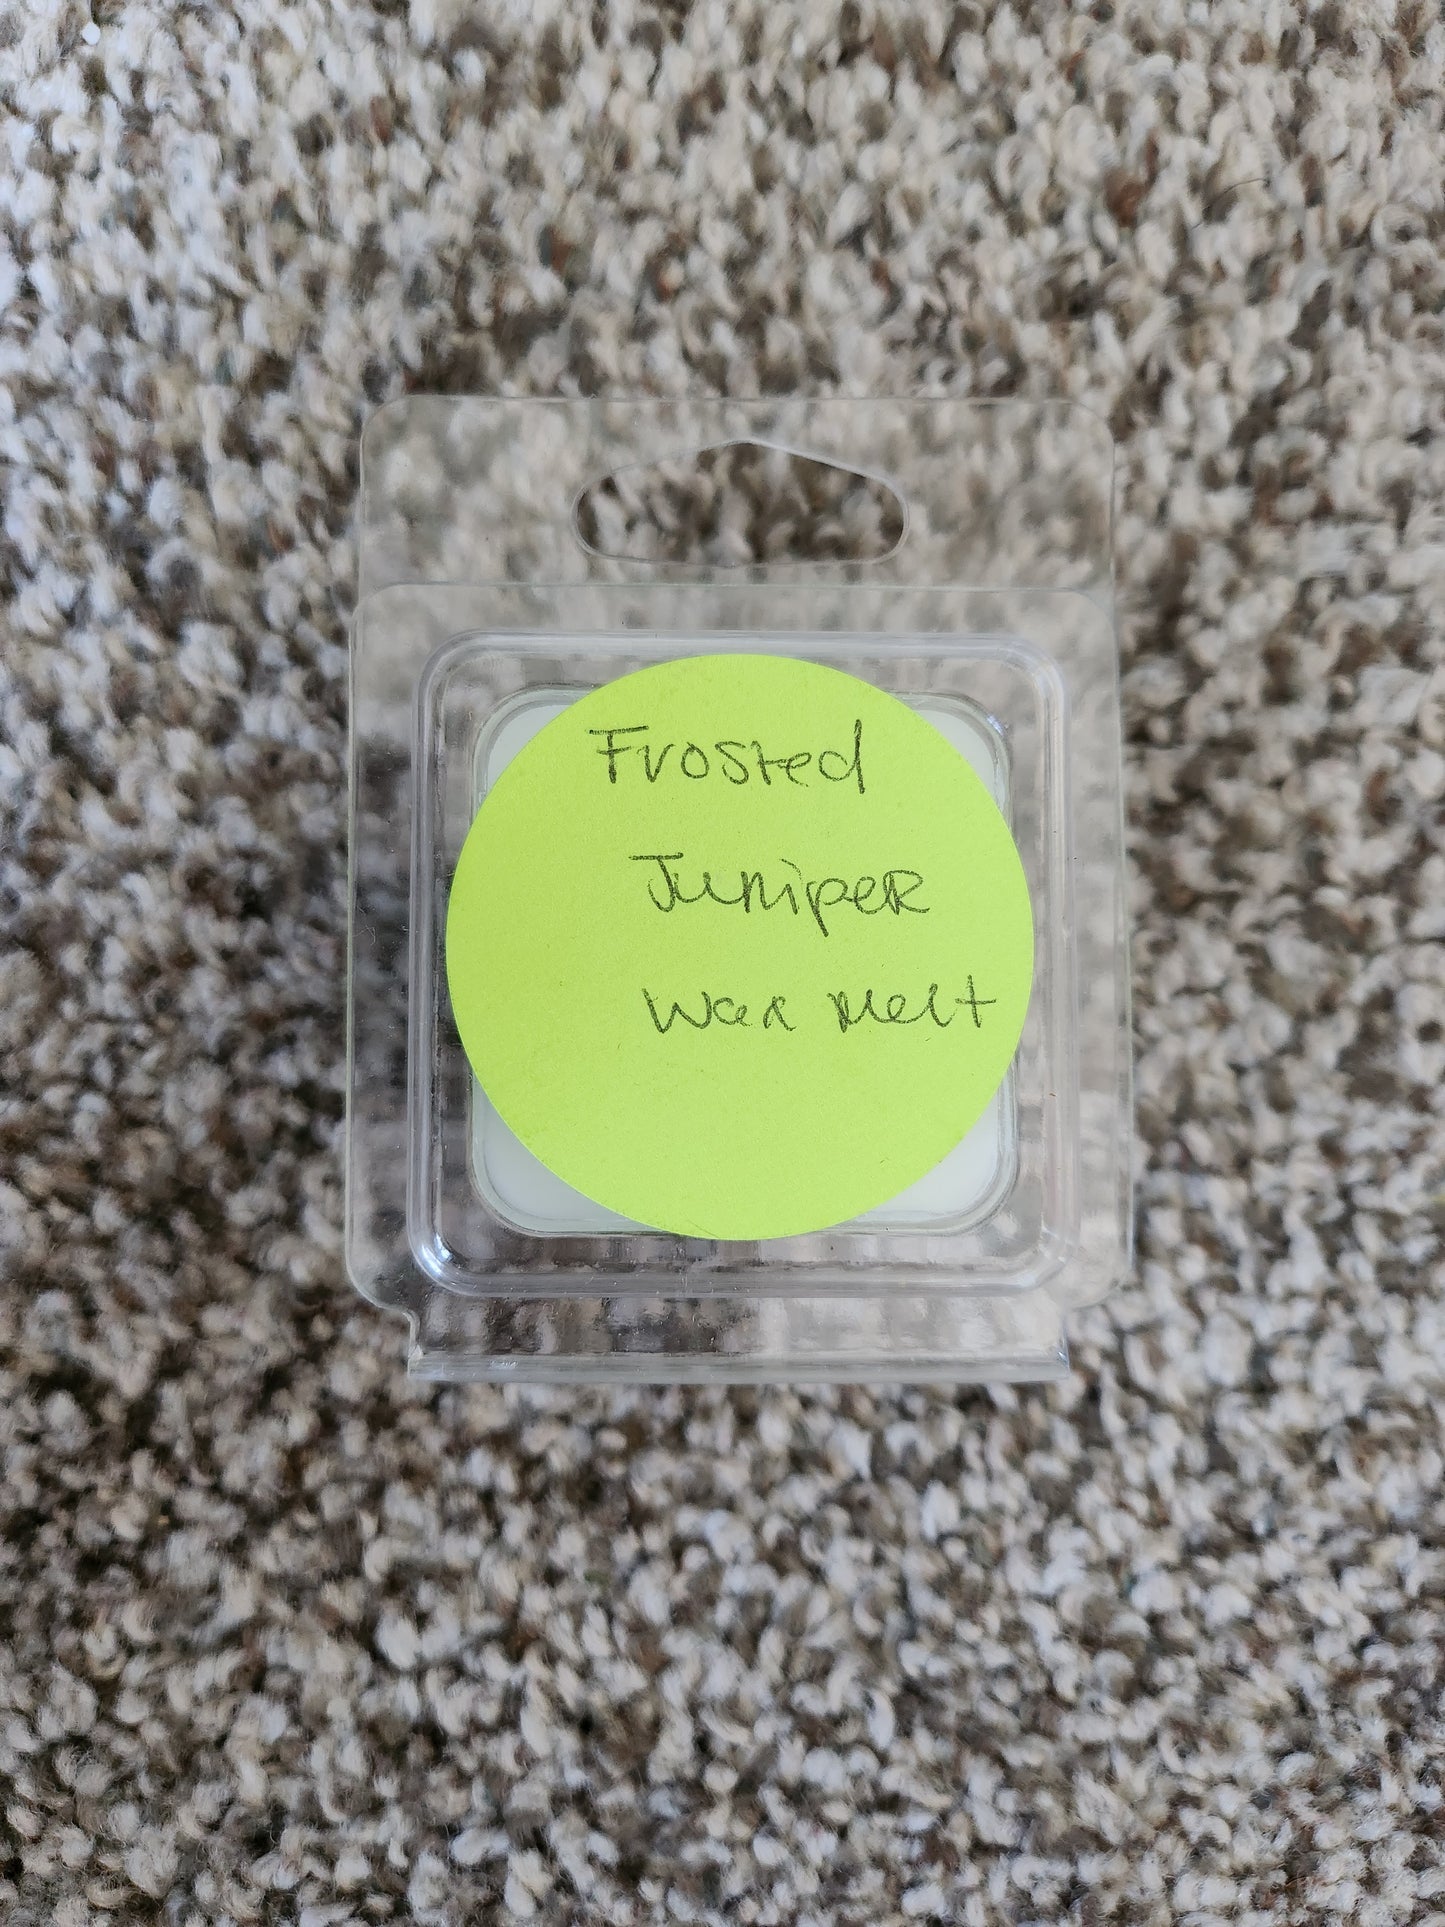 Frosted
Juniper
Wax Melt